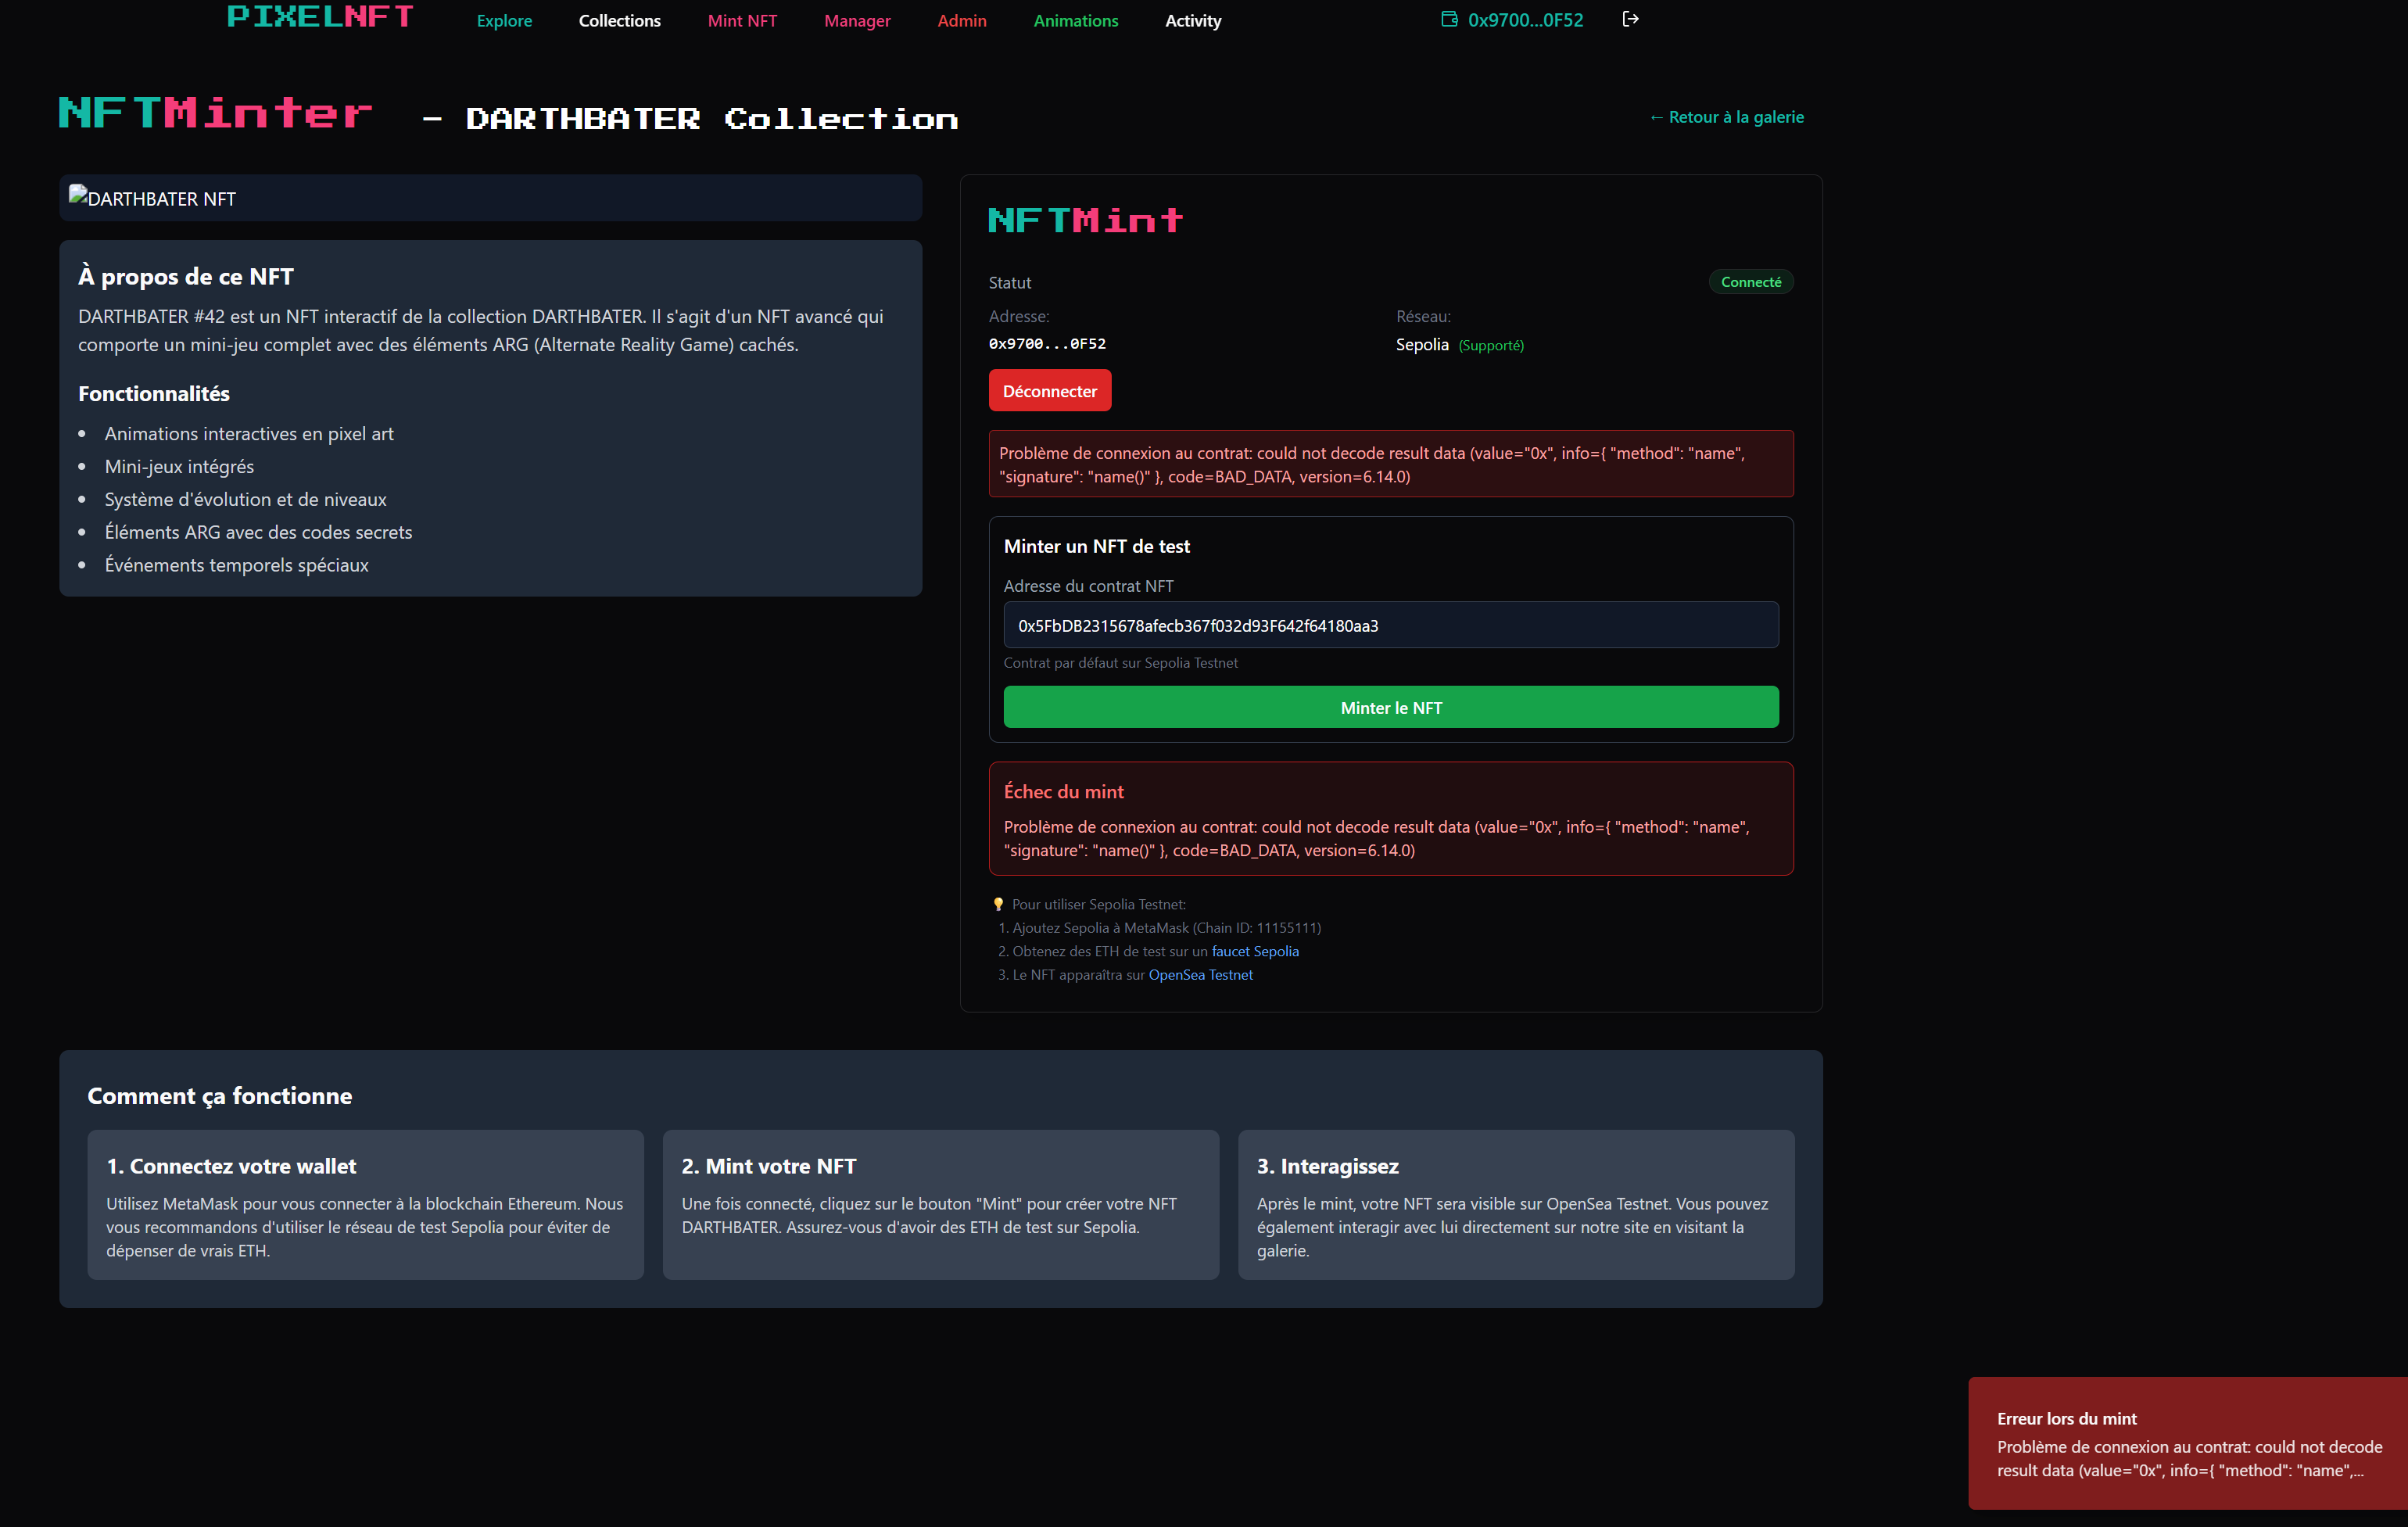 PIXELNFT Explore Collections Mint NFT Manager Admin Animations Activity 0x9700...0F52
NFTMinter - DARTHBATER Collection
← Retour à la galerie
DARTHBATER NFT
À propos de ce NFT
DARTHBATER #42 est un NFT interactif de la collection DARTHBATER. Il s'agit d'un NFT avancé qui
comporte un mini-jeu complet avec des éléments ARG (Alternate Reality Game) cachés.
Fonctionnalités
• Animations interactives en pixel art
• Mini-jeux intégrés
• Système d'évolution et de niveaux
• Éléments ARG avec des codes secrets
• Événements temporels spéciaux
NFTMint
Statut
Connecté
Adresse:
0x9700...0F52
Réseau:
Sepolia (Supporté)
Déconnecter
Problème de connexion au contrat: could not decode result data (value="0x", info={ "method": "name",
"signature": "name()" }, code=BAD_DATA, version=6.14.0)
Minter un NFT de test
Adresse du contrat NFT
0x5FbDB2315678afecb367f032d93F642f64180aa3
Contrat par défaut sur Sepolia Testnet
Minter le NFT
Échec du mint
Problème de connexion au contrat: could not decode result data (value="0x", info={ "method": "name",
"signature": "name()" }, code=BAD_DATA, version=6.14.0)
💡 Pour utiliser Sepolia Testnet:
1. Ajoutez Sepolia à MetaMask (Chain ID: 11155111)
2. Obtenez des ETH de test sur un faucet Sepolia
3. Le NFT apparaîtra sur OpenSea Testnet
Comment ça fonctionne
1. Connectez votre wallet
Utilisez MetaMask pour vous connecter à la blockchain Ethereum. Nous
vous recommandons d'utiliser le réseau de test Sepolia pour éviter de
dépenser de vrais ETH.
2. Mint votre NFT
Une fois connecté, cliquez sur le bouton "Mint" pour créer votre NFT
DARTHBATER. Assurez-vous d'avoir des ETH de test sur Sepolia.
3. Interagissez
Après le mint, votre NFT sera visible sur OpenSea Testnet. Vous pouvez
également interagir avec lui directement sur notre site en visitant la
galerie.
Erreur lors du mint
Problème de connexion au contrat: could not decode
result data (value="0x", info={ "method": "name",...